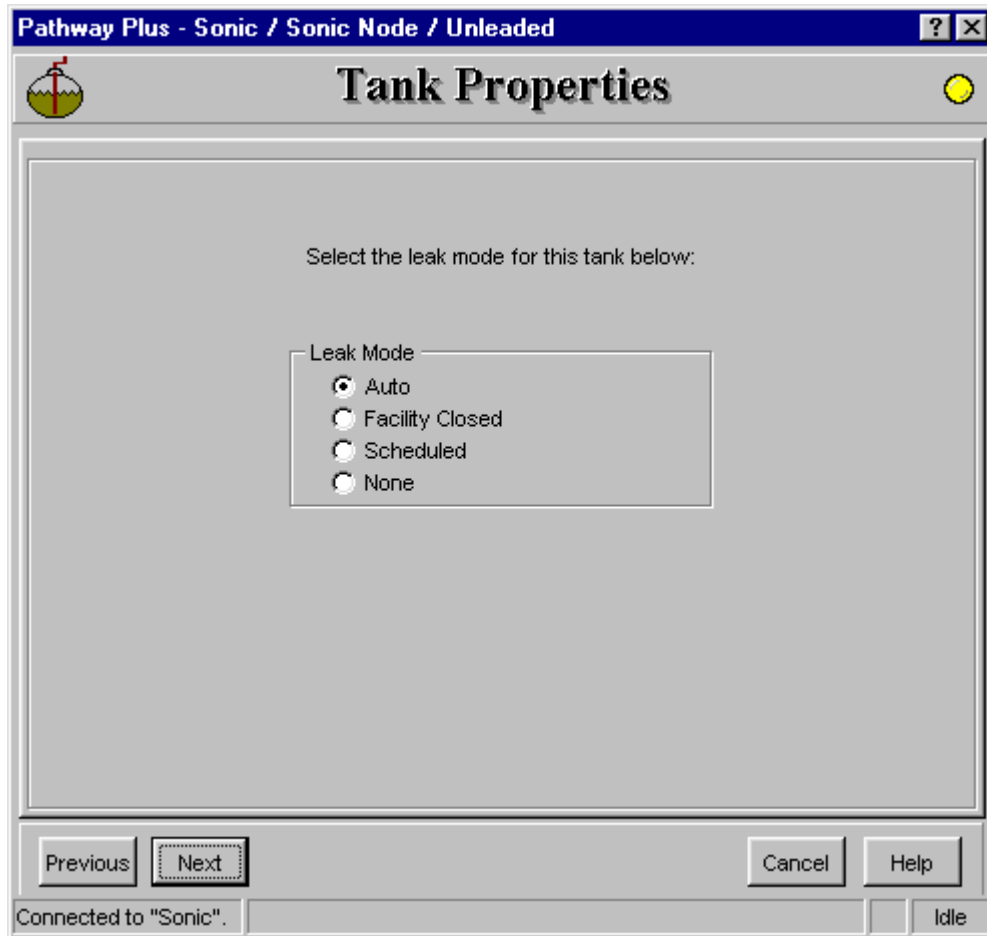 Pathway Plus - Sonic / Sonic Node / Unleaded
Tank Properties
Select the leak mode for this tank below:
Leak Mode
Auto
Facility Closed
Scheduled
None
Previous Next Cancel Help
Connected to "Sonic". Idle